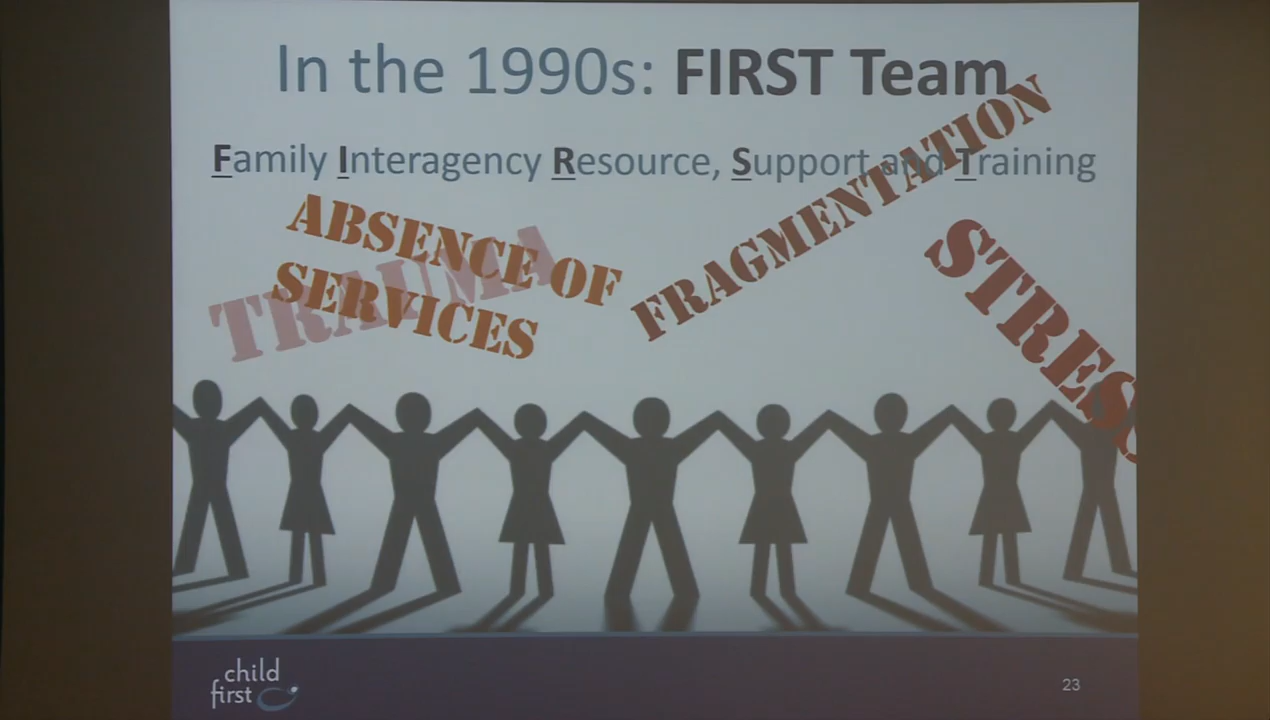 In the 1990s: FIRST Team
Family Interagency Resource, Support and Training
ABSENCE OF
SERVICES
TRAUMA
FRAGMENTATION
STRESS
child
first
23